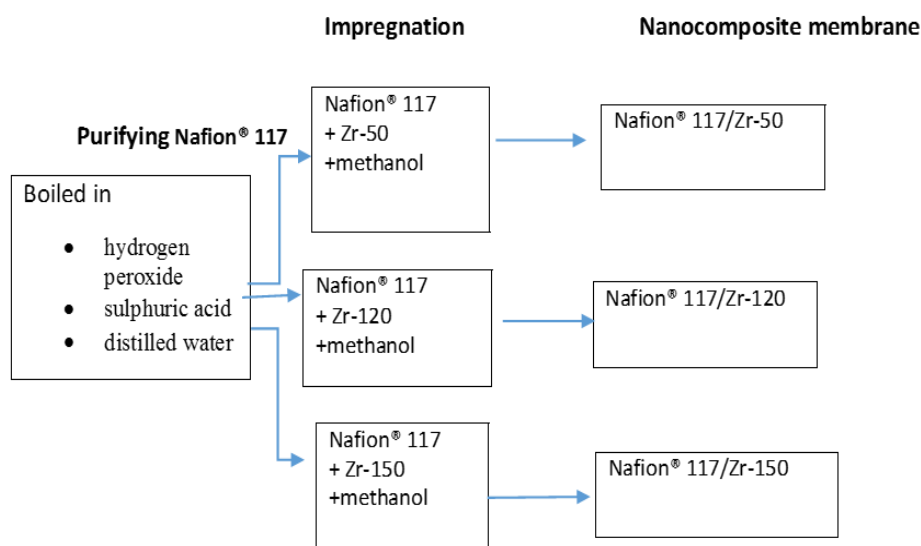 Impregnation
Nanocomposite membrane
Purifying Nafion® 117
Boiled in
• hydrogen
peroxide
• sulphuric acid
• distilled water
Nafion® 117
+ Zr-50
+methanol
Nafion® 117/Zr-50
Nafion® 117
+ Zr-120
+methanol
Nafion® 117/Zr-120
Nafion® 117
+ Zr-150
+methanol
Nafion® 117/Zr-150